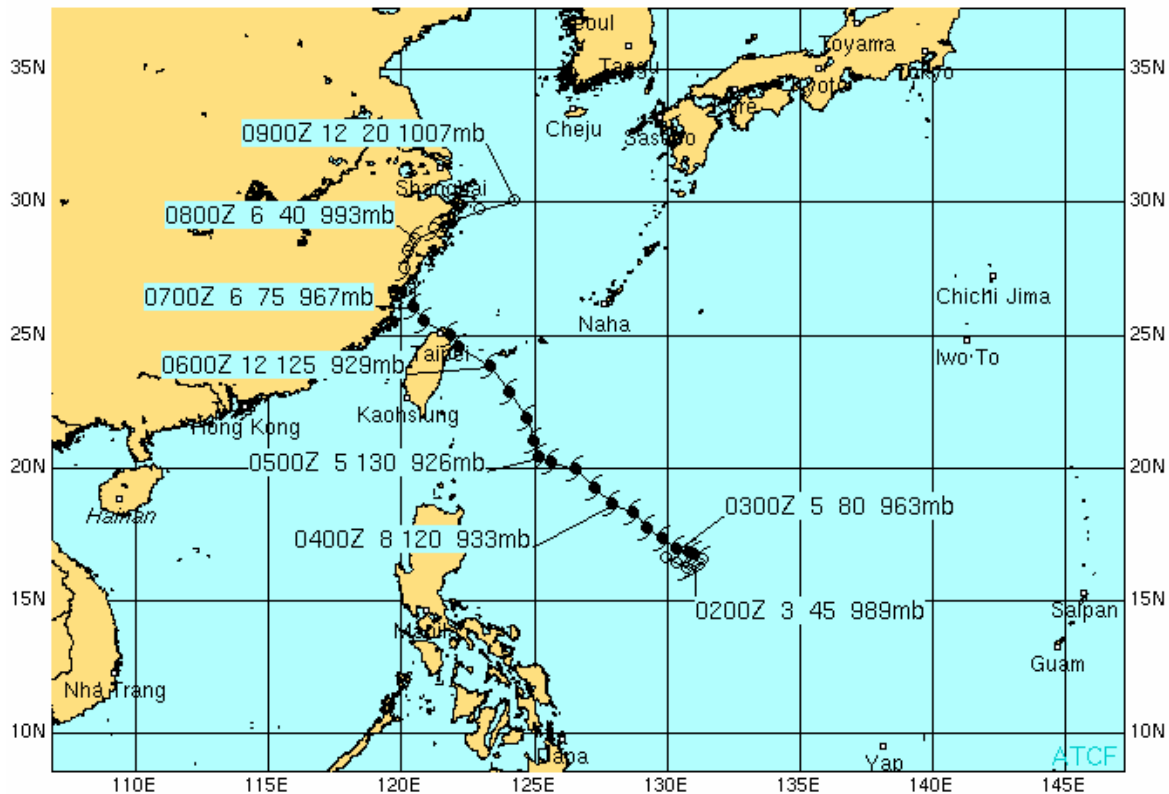 Seoul
Toyama
35N
Taegu
Kyoto
Tokyo
35N
Kure
Cheju
Sasebo
0900Z 12 20 1007mb
Shanghai
30N
30N
0800Z 6 40 993mb
0700Z 6 75 967mb
Chichi Jima
Naha
25N
25N
Taipei
Iwo To
0600Z 12 125 929mb
Kaohsiung
Hong Kong
20N
0500Z 5 130 926mb
20N
Hainan
0300Z 5 80 963mb
0400Z 8 120 933mb
15N
15N
0200Z 3 45 989mb
Saipan
Manila
Guam
Nha Trang
10N
10N
Yap
ATCF
110E
115E
120E
125E
130E
135E
140E
145E